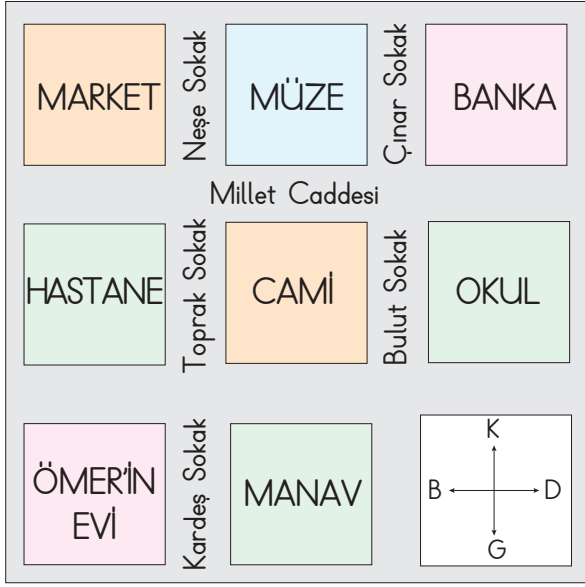 MARKET
Neşe Sokak
MÜZE
Çınar Sokak
BANKA
Millet Caddesi
HASTANE
Toprak Sokak
CAMİ
Bulut Sokak
OKUL
ÖMER'İN
EVİ
Kardeş Sokak
MANAV
K
B
D
G